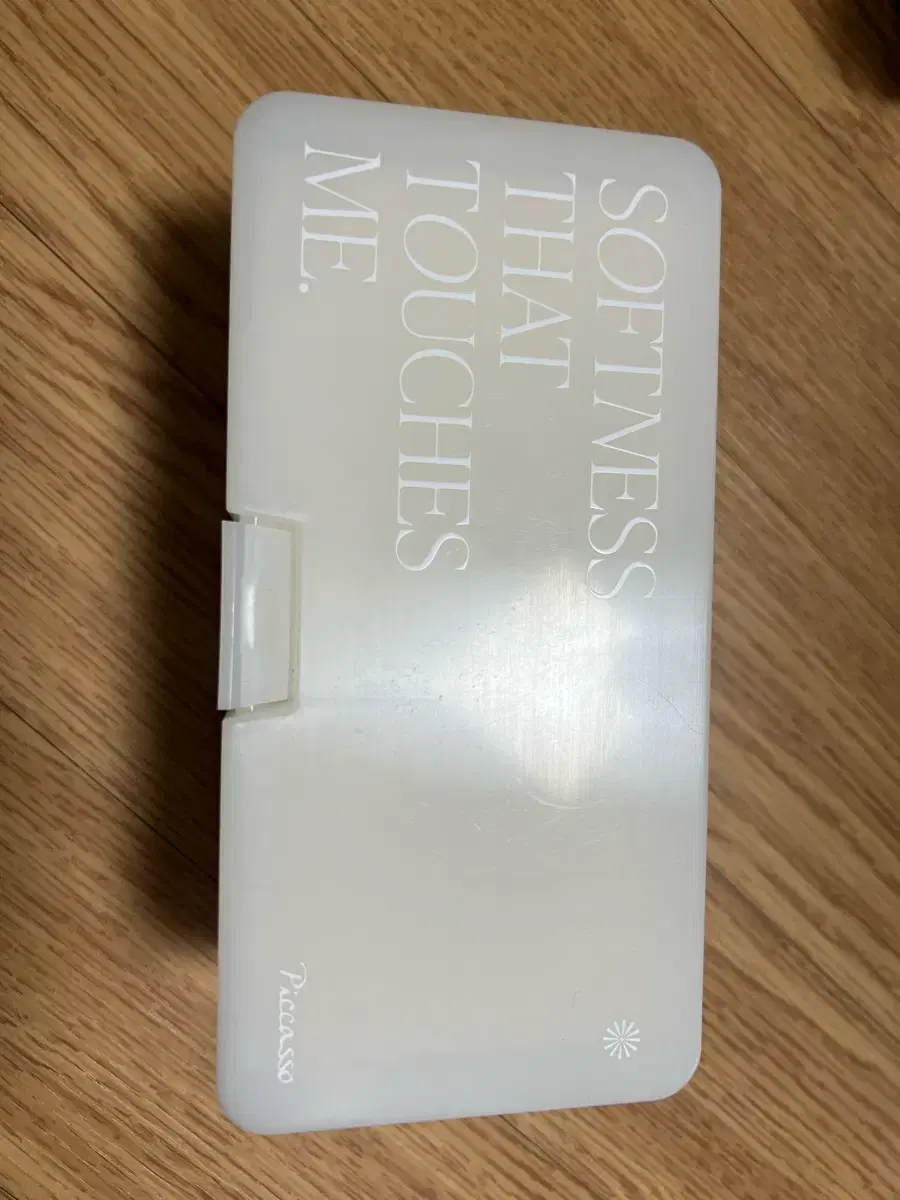 SOFTNESS
THAT
TOUCHES
ME.
Piccasso